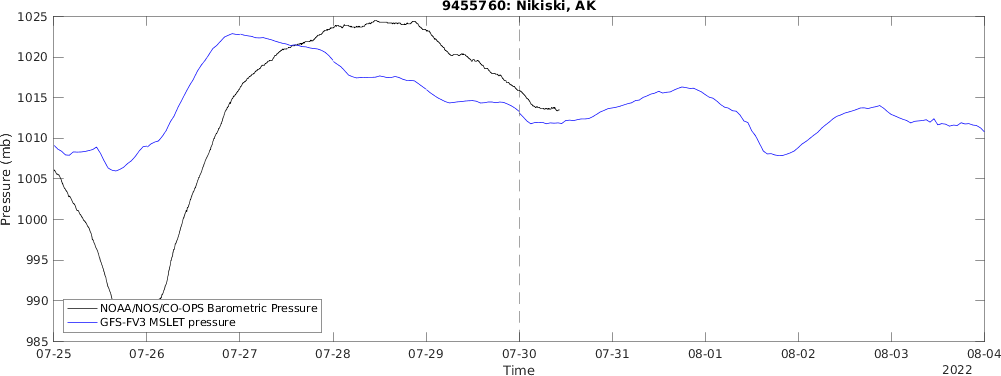 9455760: Nikiski, AK
Pressure (mb)
1025
1020
1015
1010
1005
1000
995
990
985
NOAA/NOS/CO-OPS Barometric Pressure
GFS-FV3 MSLET pressure
07-25 07-26 07-27 07-28 07-29 07-30 07-31 08-01 08-02 08-03 08-04
Time
2022